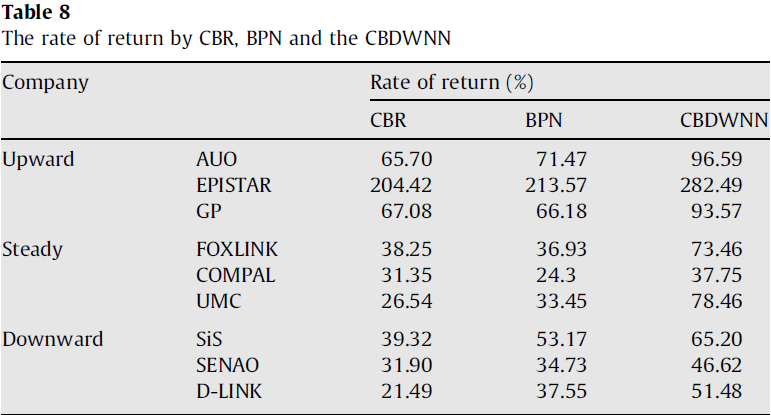 Table 8
The rate of return by CBR, BPN and the CBDWNN
Company Rate of return (%)
CBR BPN CBDWNN
Upward AUO 65.70 71.47 96.59
EPISTAR 204.42 213.57 282.49
GP 67.08 66.18 93.57
Steady FOXLINK 38.25 36.93 73.46
COMPAL 31.35 24.3 37.75
UMC 26.54 33.45 78.46
Downward SiS 39.32 53.17 65.20
SENAO 31.90 34.73 46.62
D-LINK 21.49 37.55 51.48